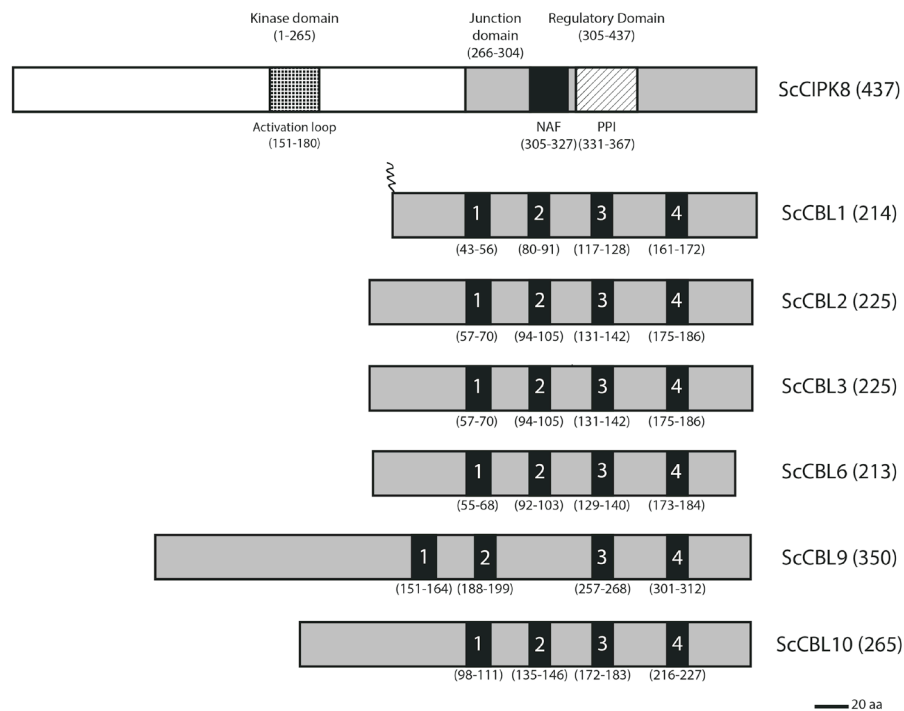 Kinase domain
(1-265)
Junction
domain
(266-304)
Regulatory Domain
(305-437)
ScCIPK8 (437)
Activation loop
(151-180)
NAF
(305-327)
PPI
(331-367)
1 2 3 4
ScCBL1 (214)
(43-56) (80-91) (117-128) (161-172)
1 2 3 4
ScCBL2 (225)
(57-70) (94-105) (131-142) (175-186)
1 2 3 4
ScCBL3 (225)
(57-70) (94-105) (131-142) (175-186)
1 2 3 4
ScCBL6 (213)
(55-68) (92-103) (129-140) (173-184)
1 2 3 4
ScCBL9 (350)
(151-164) (188-199) (257-268) (301-312)
1 2 3 4
ScCBL10 (265)
(98-111) (135-146) (172-183) (216-227)
20 aa